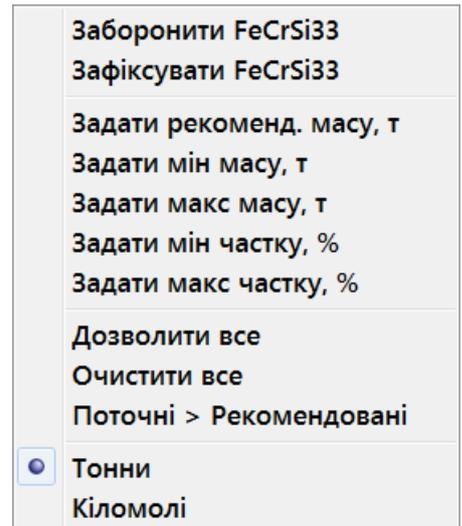 Заборонити FeCrSi33
Зафіксувати FeCrSi33
Задати рекоменд. масу, т
Задати мін масу, т
Задати макс масу, т
Задати мін частку, %
Задати макс частку, %
Дозволити все
Очистити все
Поточні > Рекомендовані
Тонни
Кіломолі